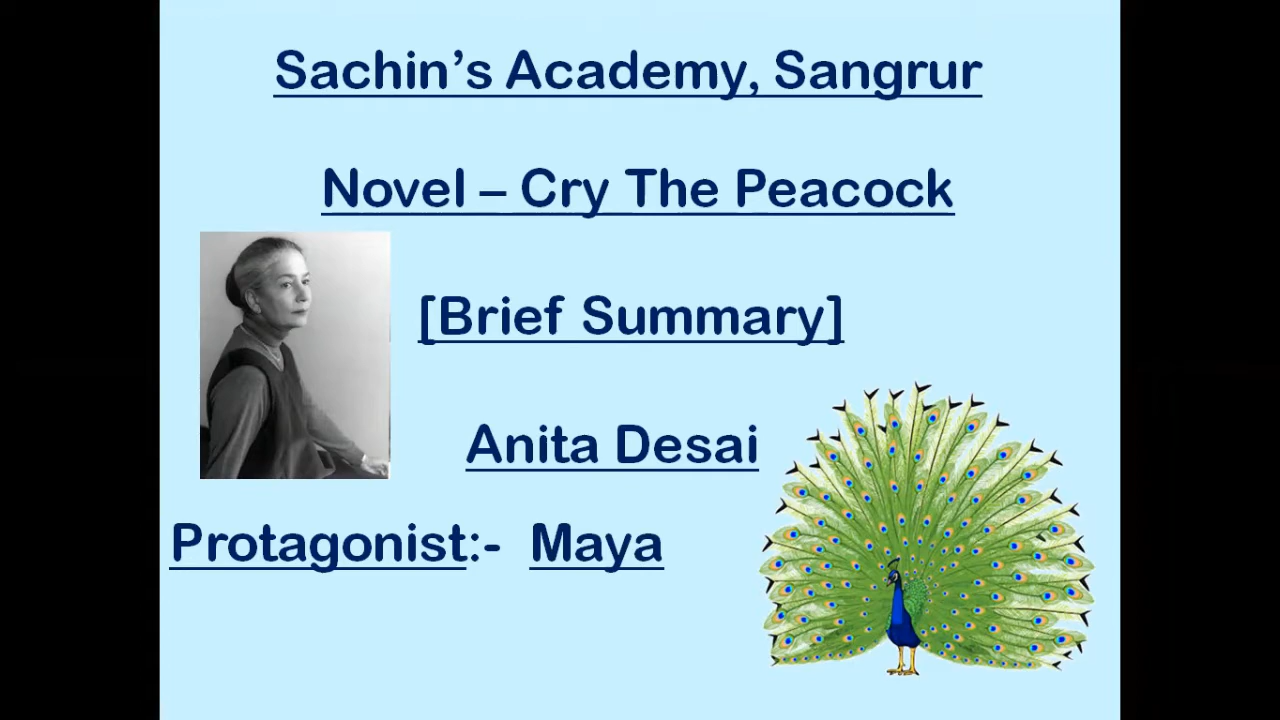 Sachin’s Academy, Sangrur
Novel – Cry The Peacock
[Brief Summary]
Anita Desai
Protagonist:- Maya